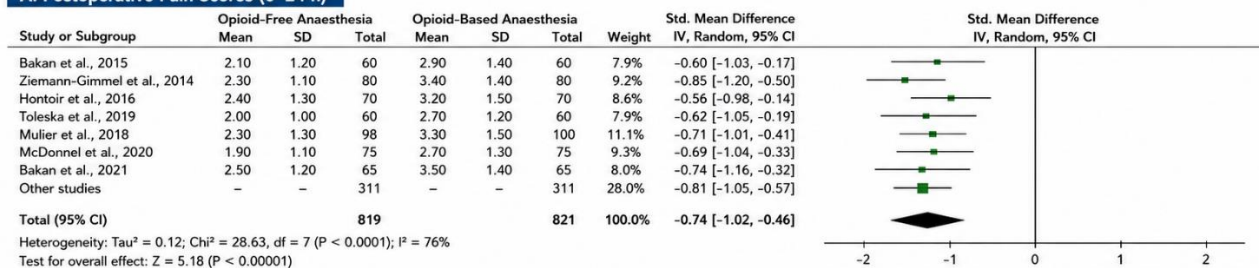 Opioid-Free Anaesthesia Opioid-Based Anaesthesia Std. Mean Difference Std. Mean Difference
Study or Subgroup Mean SD Total Mean SD Total Weight IV, Random, 95% CI IV, Random, 95% CI
Bakan et al., 2015 2.10 1.20 60 2.90 1.40 60 7.9% −0.60 [−1.03, −0.17]
Ziemann-Gimmel et al., 2014 2.30 1.10 80 3.40 1.40 80 9.2% −0.85 [−1.20, −0.50]
Hontoir et al., 2016 2.40 1.30 70 3.20 1.50 70 8.6% −0.56 [−0.98, −0.14]
Toleska et al., 2019 2.00 1.00 60 2.70 1.20 60 7.9% −0.62 [−1.05, −0.19]
Mulier et al., 2018 2.30 1.30 98 3.30 1.50 100 11.1% −0.71 [−1.01, −0.41]
McDonnel et al., 2020 1.90 1.10 75 2.70 1.30 75 9.3% −0.69 [−1.04, −0.33]
Bakan et al., 2021 2.50 1.20 65 3.50 1.40 65 8.0% −0.74 [−1.16, −0.32]
Other studies – – 311 – – 311 28.0% −0.81 [−1.05, −0.57]
Total (95% CI) 819 821 100.0% −0.74 [−1.02, −0.46]
Heterogeneity: Tau² = 0.12; Chi² = 28.63, df = 7 (P < 0.0001); I² = 76%
Test for overall effect: Z = 5.18 (P < 0.00001)
−2 −1 0 1 2